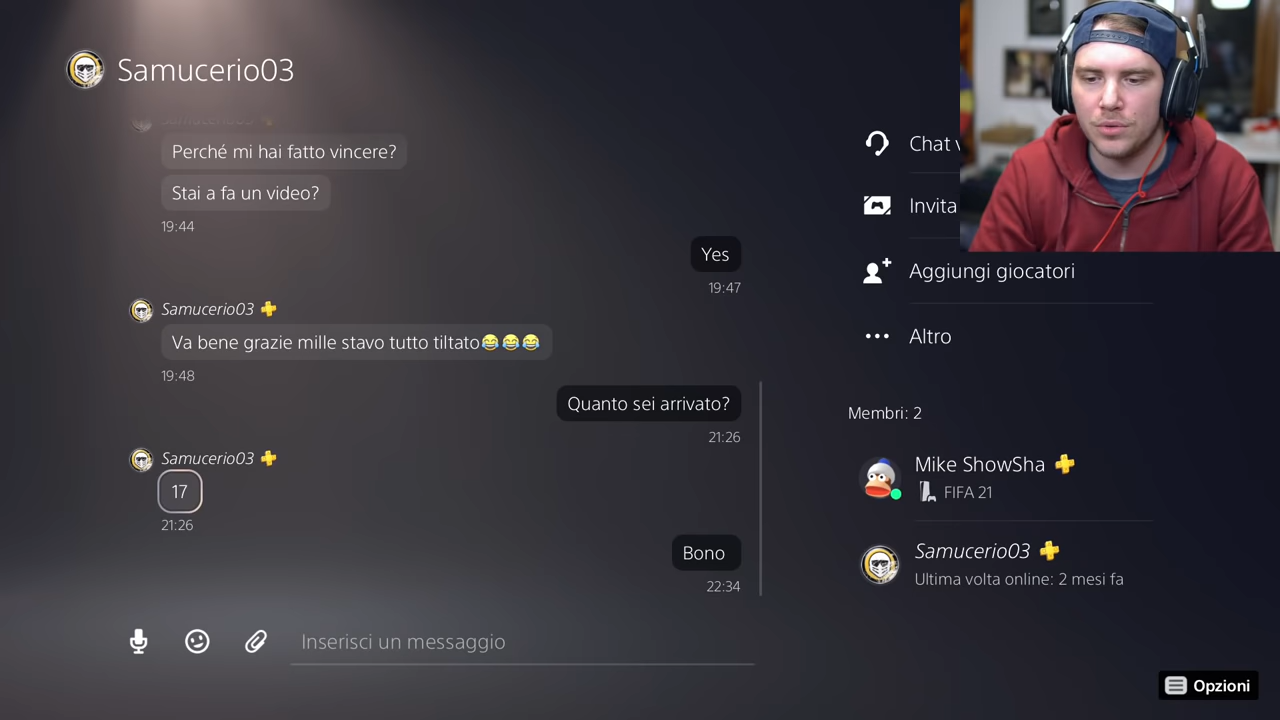 Samucerio03
Samucerio03
Perché mi hai fatto vincere?
Stai a fa un video?
19:44
Yes
19:47
Samucerio03
Va bene grazie mille stavo tutto tiltato😂😂😂
19:48
Quanto sei arrivato?
21:26
Samucerio03
17
21:26
Bono
22:34
Inserisci un messaggio
Chat v
Invita
Aggiungi giocatori
Altro
Membri: 2
Mike ShowSha
FIFA 21
Samucerio03
Ultima volta online: 2 mesi fa
Opzioni